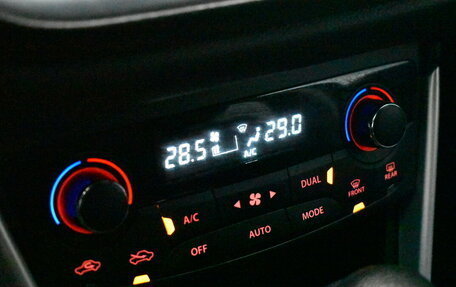 28.5 29.0
A/C
DUAL
FRONT
REAR
A/C
OFF
AUTO
MODE